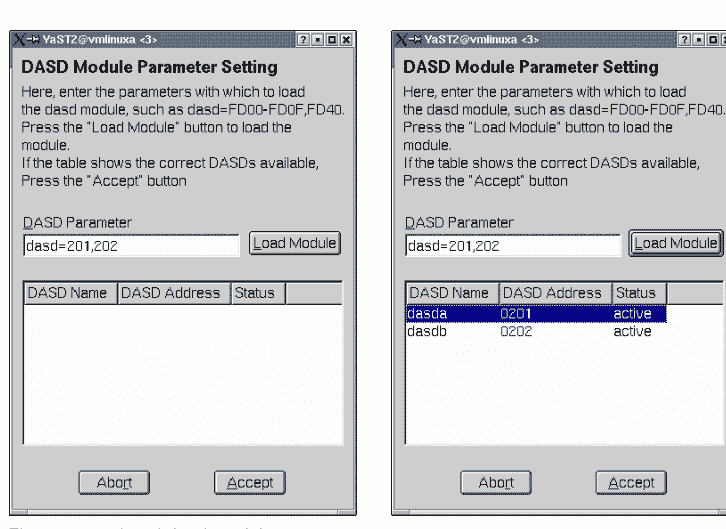 YaST2@vmlinuxa <3>
DASD Module Parameter Setting
Here, enter the parameters with which to load
the dasd module, such as dasd=FD00-FD0F,FD40.
Press the "Load Module" button to load the
module.
If the table shows the correct DASDs available,
Press the "Accept" button
DASD Parameter
dasd=201,202
Load Module
DASD Name DASD Address Status
Abort Accept
YaST2@vmlinuxa <3>
DASD Module Parameter Setting
Here, enter the parameters with which to load
the dasd module, such as dasd=FD00-FD0F,FD40.
Press the "Load Module" button to load the
module.
If the table shows the correct DASDs available,
Press the "Accept" button
DASD Parameter
dasd=201,202
Load Module
DASD Name DASD Address Status
dasda 0201 active
dasdb 0202 active
Abort Accept